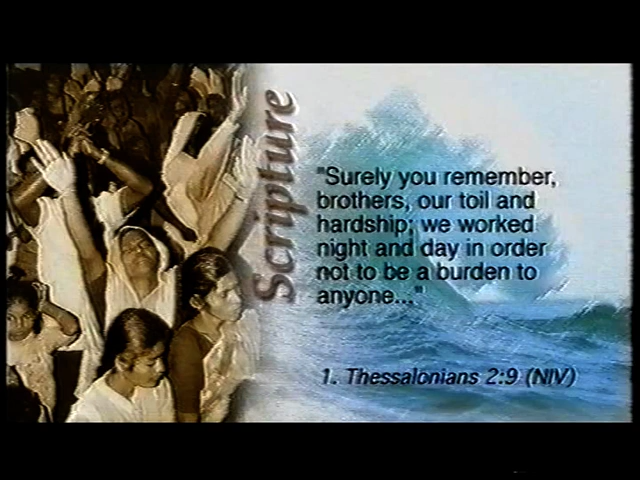 Scripture
"Surely you remember,
brothers, our toil and
hardship; we worked
night and day in order
not to be a burden to
anyone..."
1. Thessalonians 2:9 (NIV)